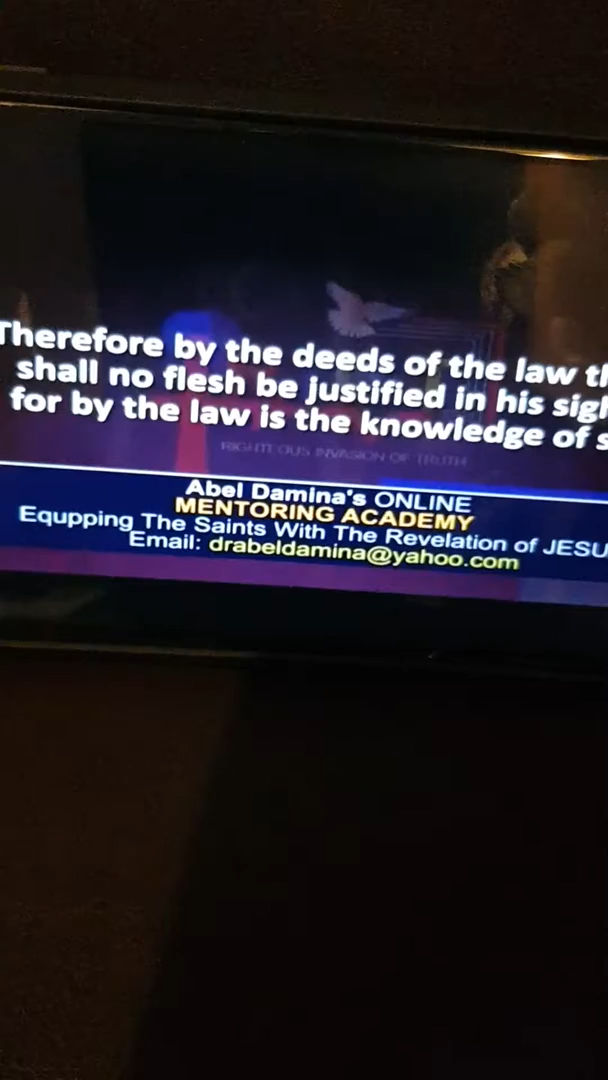 Therefore by the deeds of the law
shall no flesh be justified in his
for by the law is the knowledge of
RIGHTEOUS INVASION OF TRUTH
Abel Damina's ONLINE
MENTORING ACADEMY
Equpping The Saints With The Revelation of JESU
Email: drabeldamina@yahoo.com